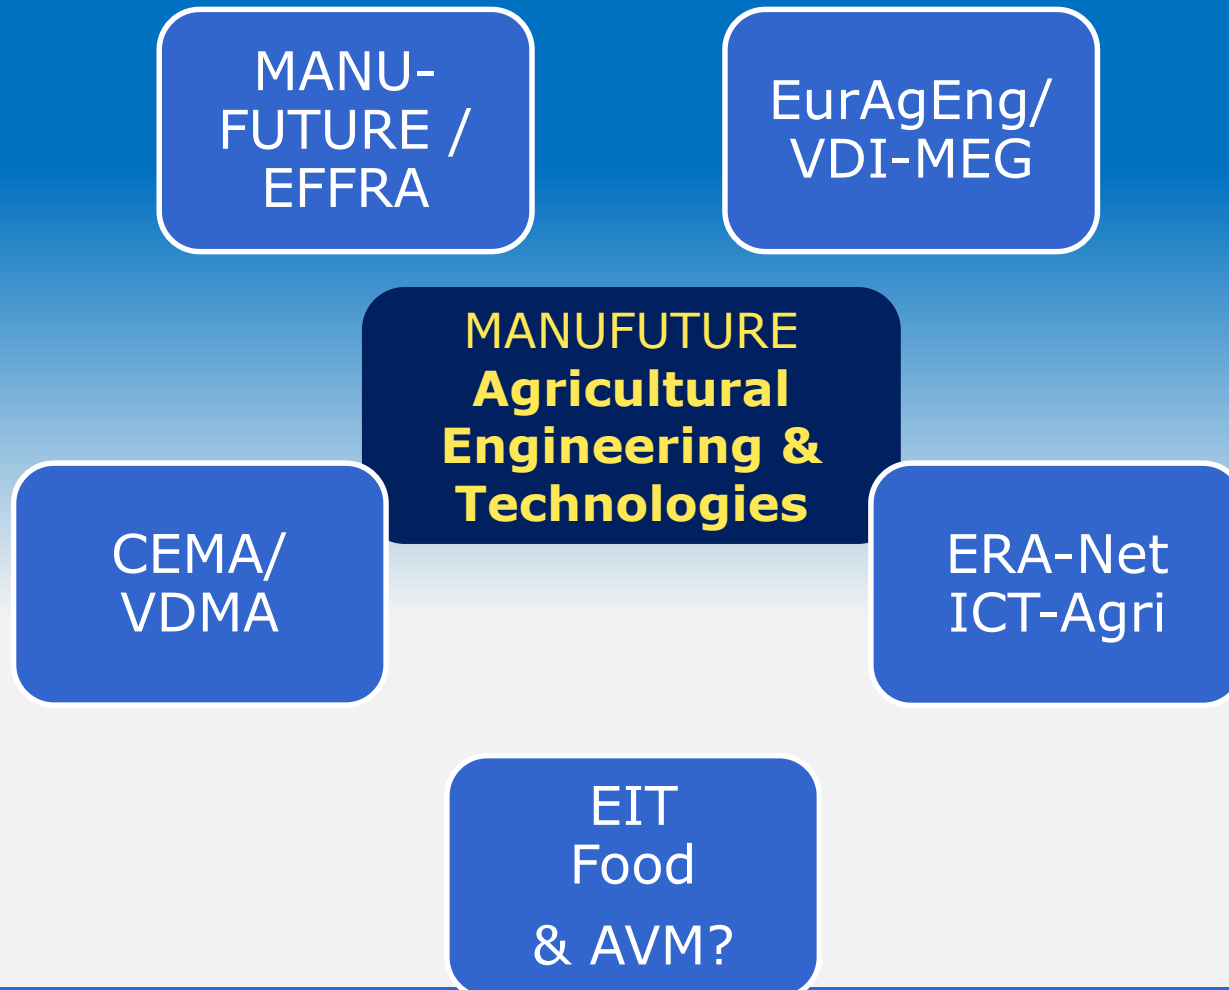 MANU-
FUTURE /
EFFRA
EurAgEng/
VDI-MEG
MANUFUTURE
Agricultural
Engineering &
Technologies
CEMA/
VDMA
ERA-Net
ICT-Agri
EIT
Food
& AVM?